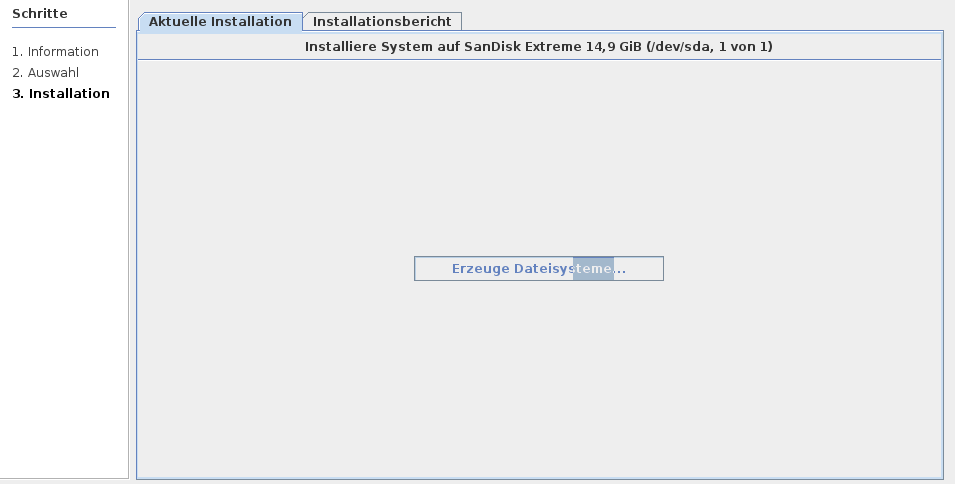 Schritte
1. Information
2. Auswahl
3. Installation
Aktuelle Installation
Installationsbericht
Installiere System auf SanDisk Extreme 14,9 GiB (/dev/sda, 1 von 1)
Erzeuge Dateisysteme...